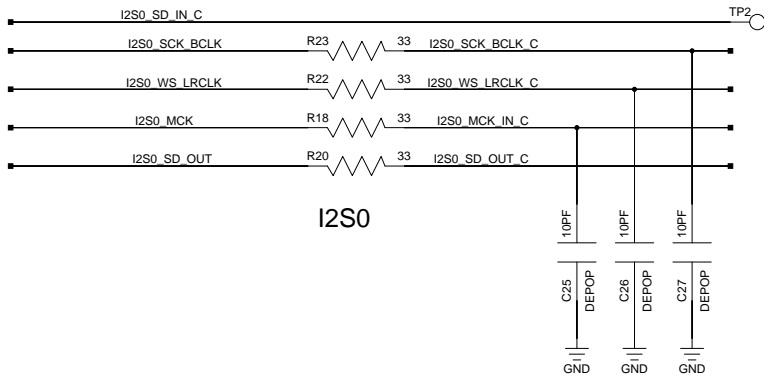 I2S0_SD_IN_C TP2
I2S0_SCK_BCLK R23 33 I2S0_SCK_BCLK_C
I2S0_WS_LRCLK R22 33 I2S0_WS_LRCLK_C
I2S0_MCK R18 33 I2S0_MCK_IN_C
I2S0_SD_OUT R20 33 I2S0_SD_OUT_C
I2S0
10PF 10PF 10PF
C25 DEPOP C26 DEPOP C27 DEPOP
GND GND GND